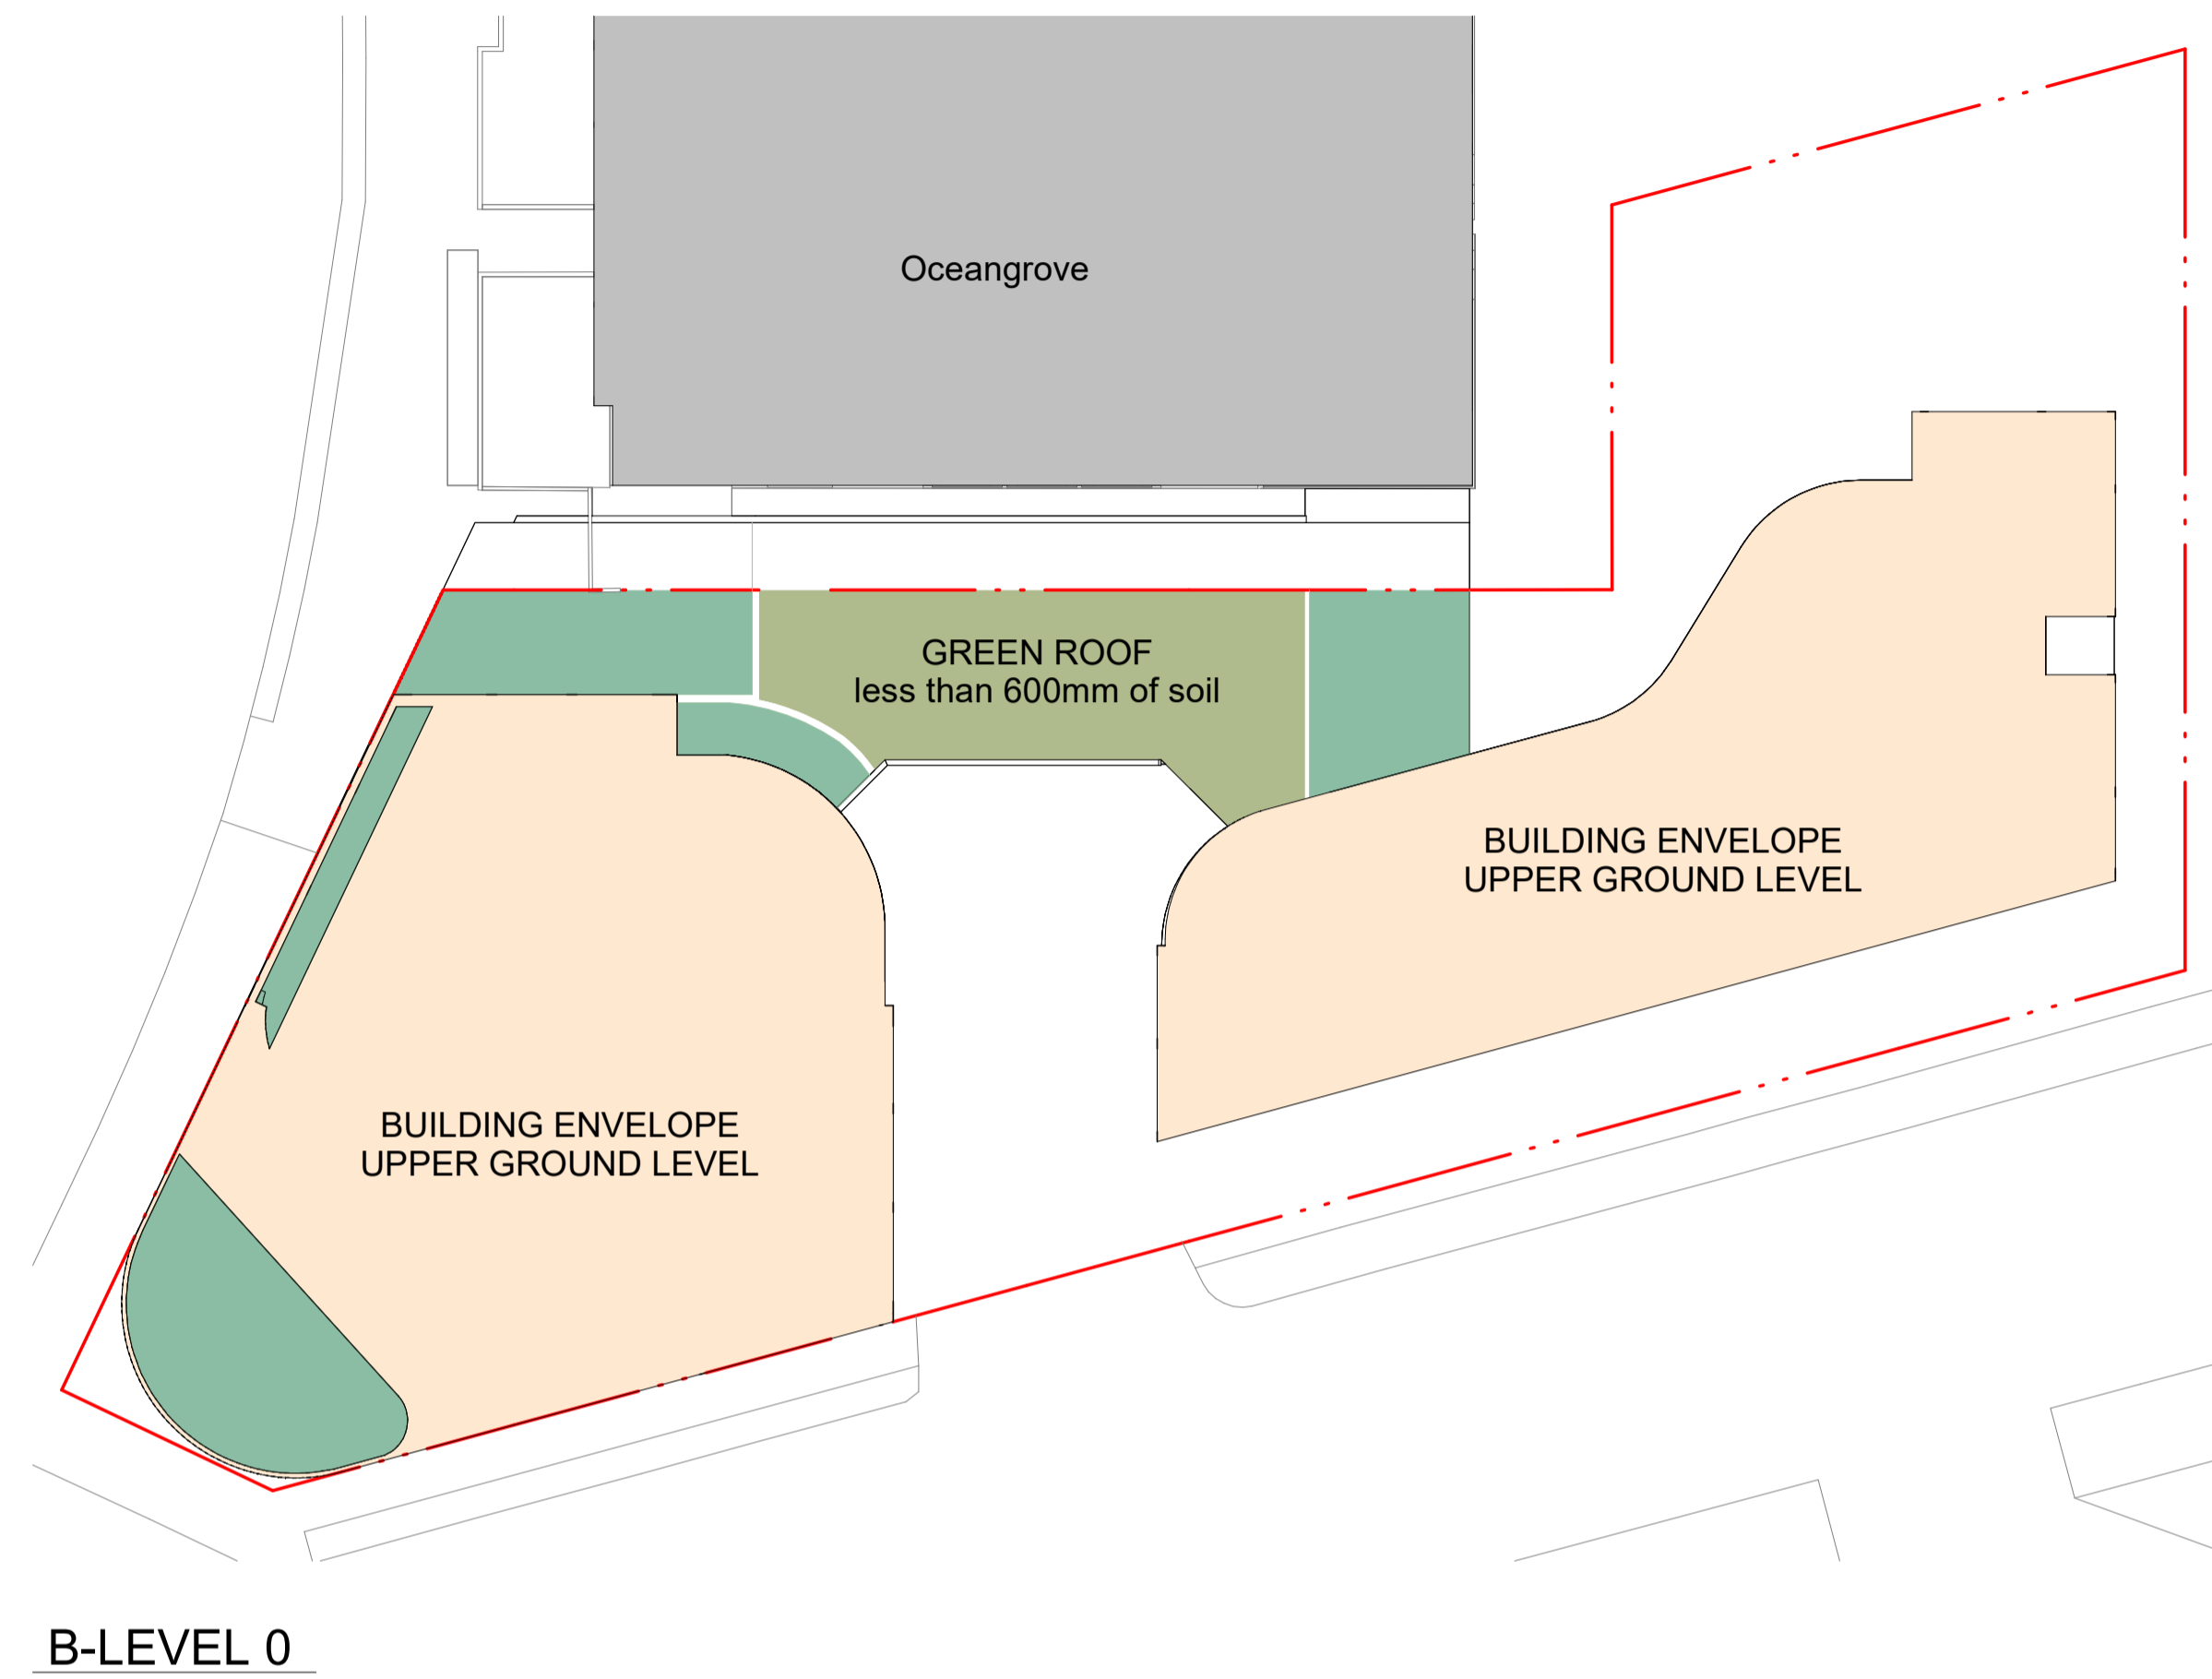 Oceangrove
GREEN ROOF
less than 600mm of soil
BUILDING ENVELOPE
UPPER GROUND LEVEL
BUILDING ENVELOPE
UPPER GROUND LEVEL
B-LEVEL 0